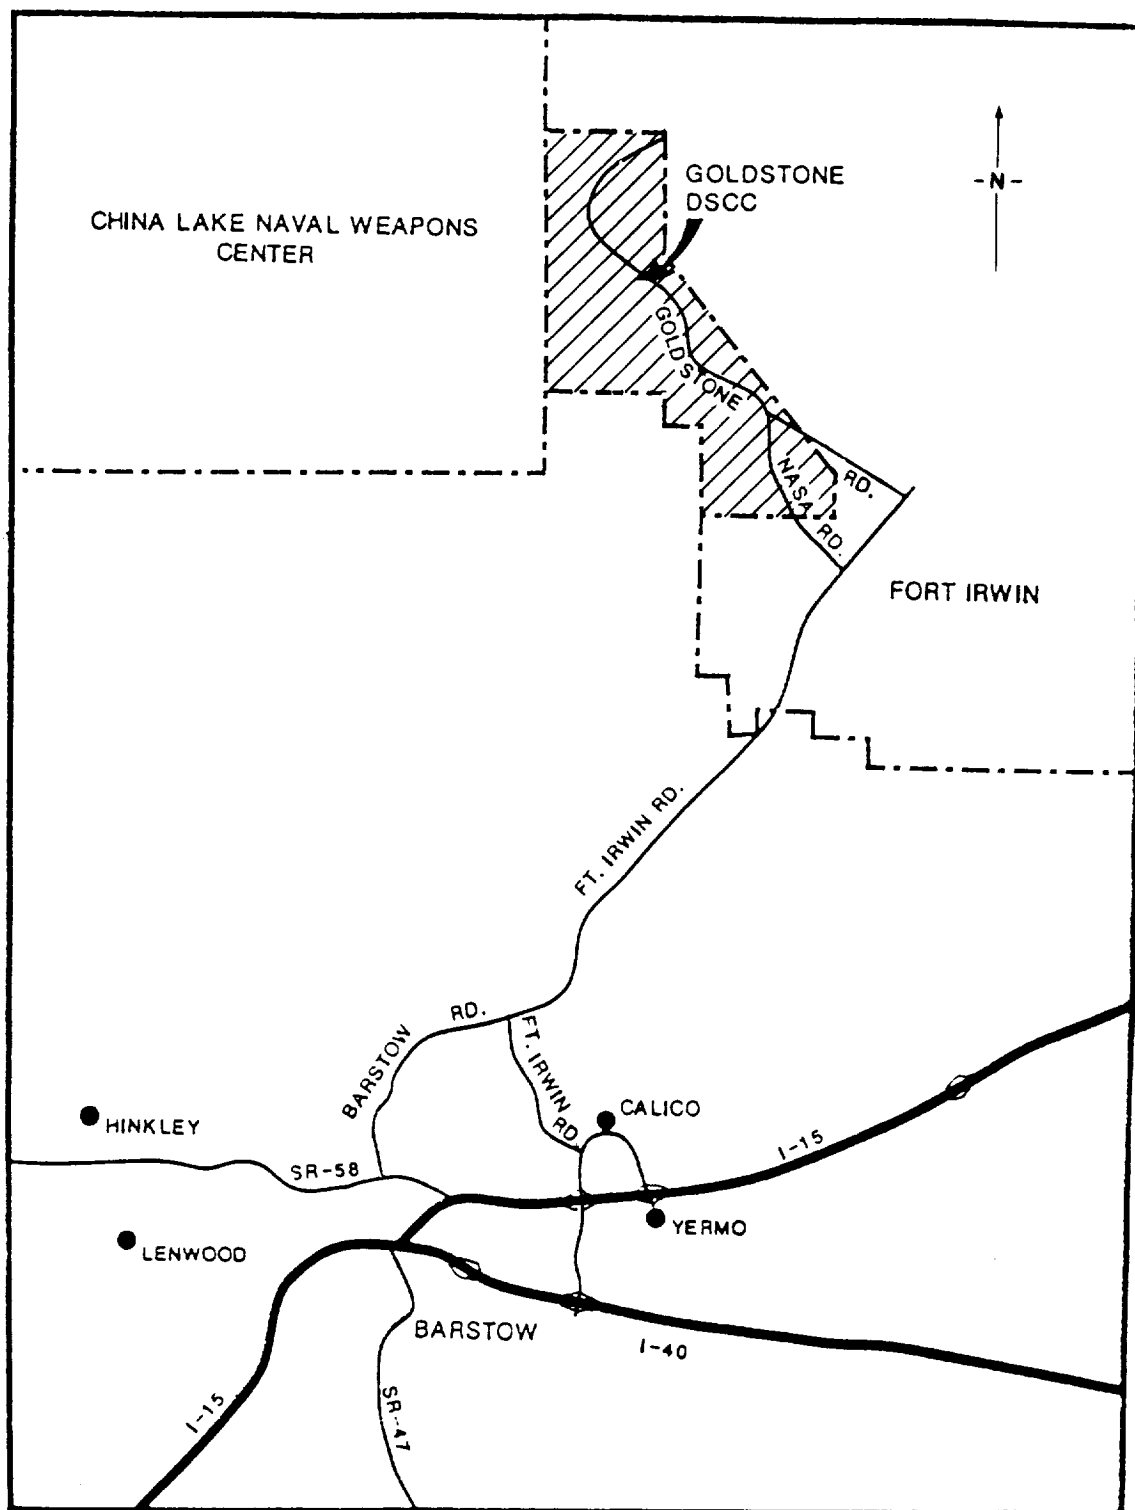 GOLDSTONE
DSCC
-N-
CHINA LAKE NAVAL WEAPONS
CENTER
GOLDSTONE
RD.
NASA RD.
FORT IRWIN
FT. IRWIN RD.
BARSTOW RD.
FT. IRWIN RD.
CALICO
HINKLEY
I-15
SR-58
YERMO
LENWOOD
BARSTOW
I-40
I-15
SR-47